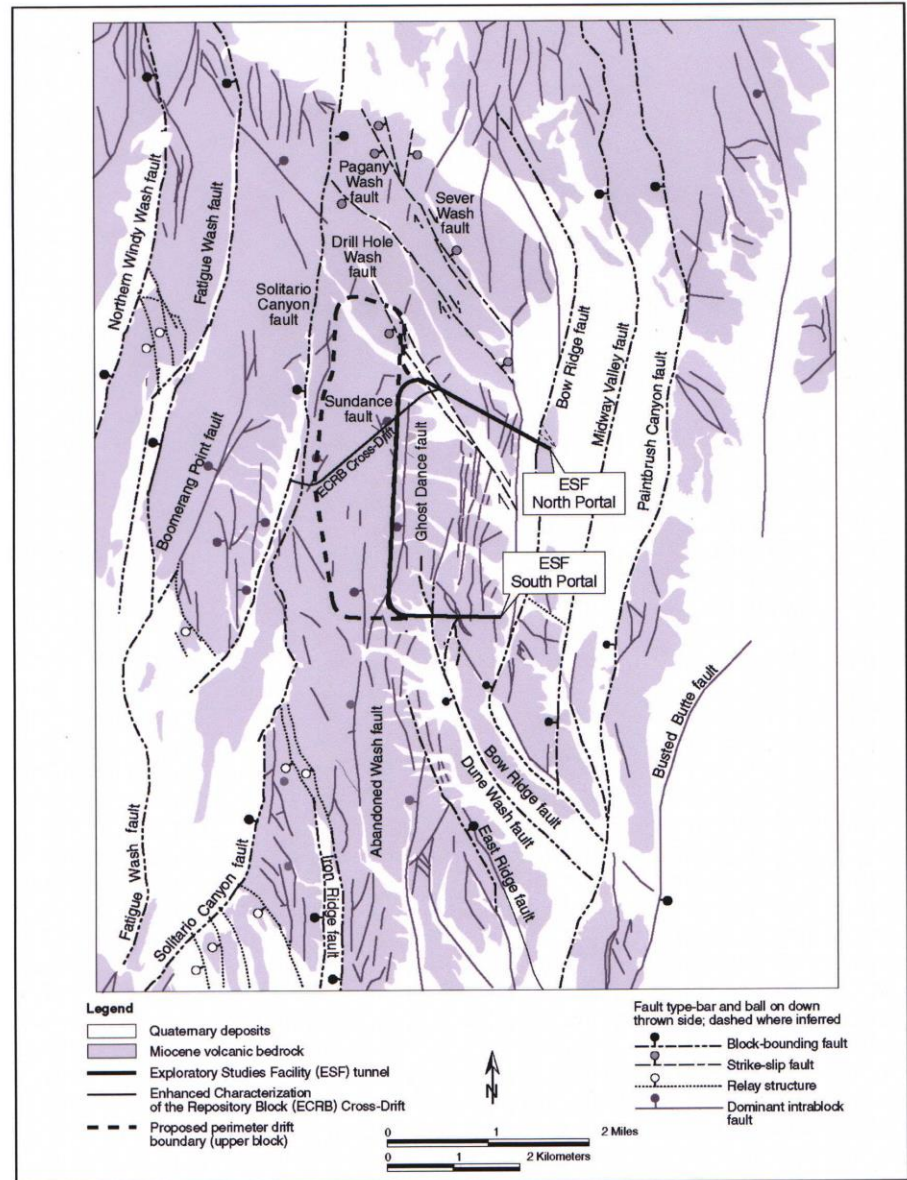 Pagany
Wash
fault
Sever
Wash
fault
Drill Hole
Wash
fault
Northern Windy Wash fault
Fatigue Wash fault
Solitario
Canyon
fault
Bow Ridge fault
Midway Valley fault
Paintbrush Canyon fault
Sundance
fault
ECRB Cross-Drift
Ghost Dance fault
Boomerang Point fault
ESF
North Portal
ESF
South Portal
Busted Butte fault
Abandoned Wash fault
Bow Ridge fault
Dune Wash fault
East Ridge fault
Fatigue Wash fault
Solitario Canyon fault
Iron Ridge fault
Legend
Quaternary deposits
Miocene volcanic bedrock
Exploratory Studies Facility (ESF) tunnel
Enhanced Characterization
of the Repository Block (ECRB) Cross-Drift
Proposed perimeter drift
boundary (upper block)
N
0 1 2 Miles
0 1 2 Kilometers
Fault type-bar and ball on down
thrown side; dashed where inferred
Block-bounding fault
Strike-slip fault
Relay structure
Dominant intrablock
fault